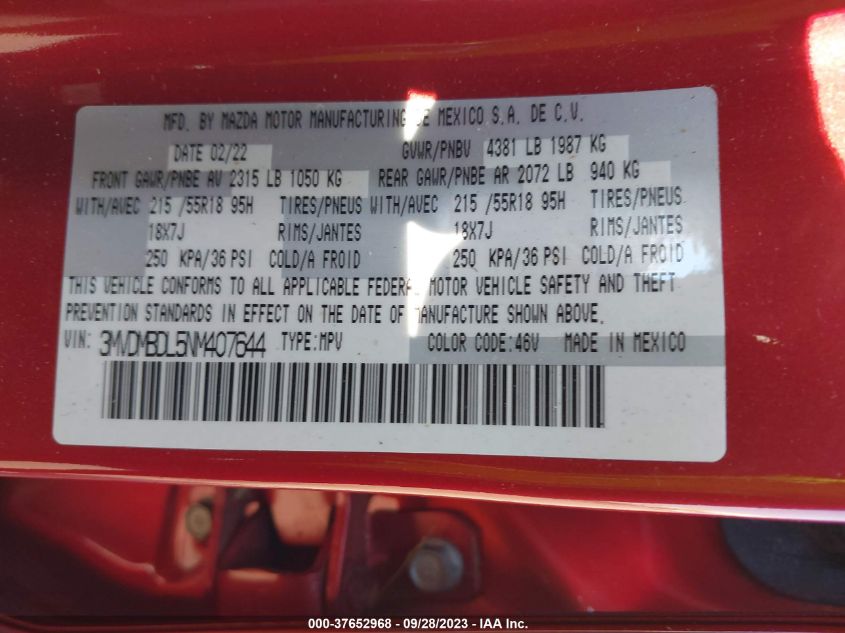 MFD. BY MAZDA MOTOR MANUFACTURING DE MEXICO S.A. DE C.V.
DATE 02/22 GVWR/PNBV 4381 LB 1987 KG
FRONT GAWR/PNBE AV 2315 LB 1050 KG REAR GAWR/PNBE AR 2072 LB 940 KG
WITH/AVEC 215 /55R18 95H TIRES/PNEUS WITH/AVEC 215 /55R18 95H TIRES/PNEUS
18X7J RIMS/JANTES 18X7J RIMS/JANTES
250 KPA/36 PSI COLD/A FROID 250 KPA/36 PSI COLD/A FROID
THIS VEHICLE CONFORMS TO ALL APPLICABLE FEDERAL MOTOR VEHICLE SAFETY AND THEFT
PREVENTION STANDARDS IN EFFECT ON THE DATE OF MANUFACTURE SHOWN ABOVE.
VIN: 3MVDMBDL5NM407644 TYPE:MPV COLOR CODE:46V MADE IN MEXICO
000-37652968 - 09/28/2023 - IAA Inc.